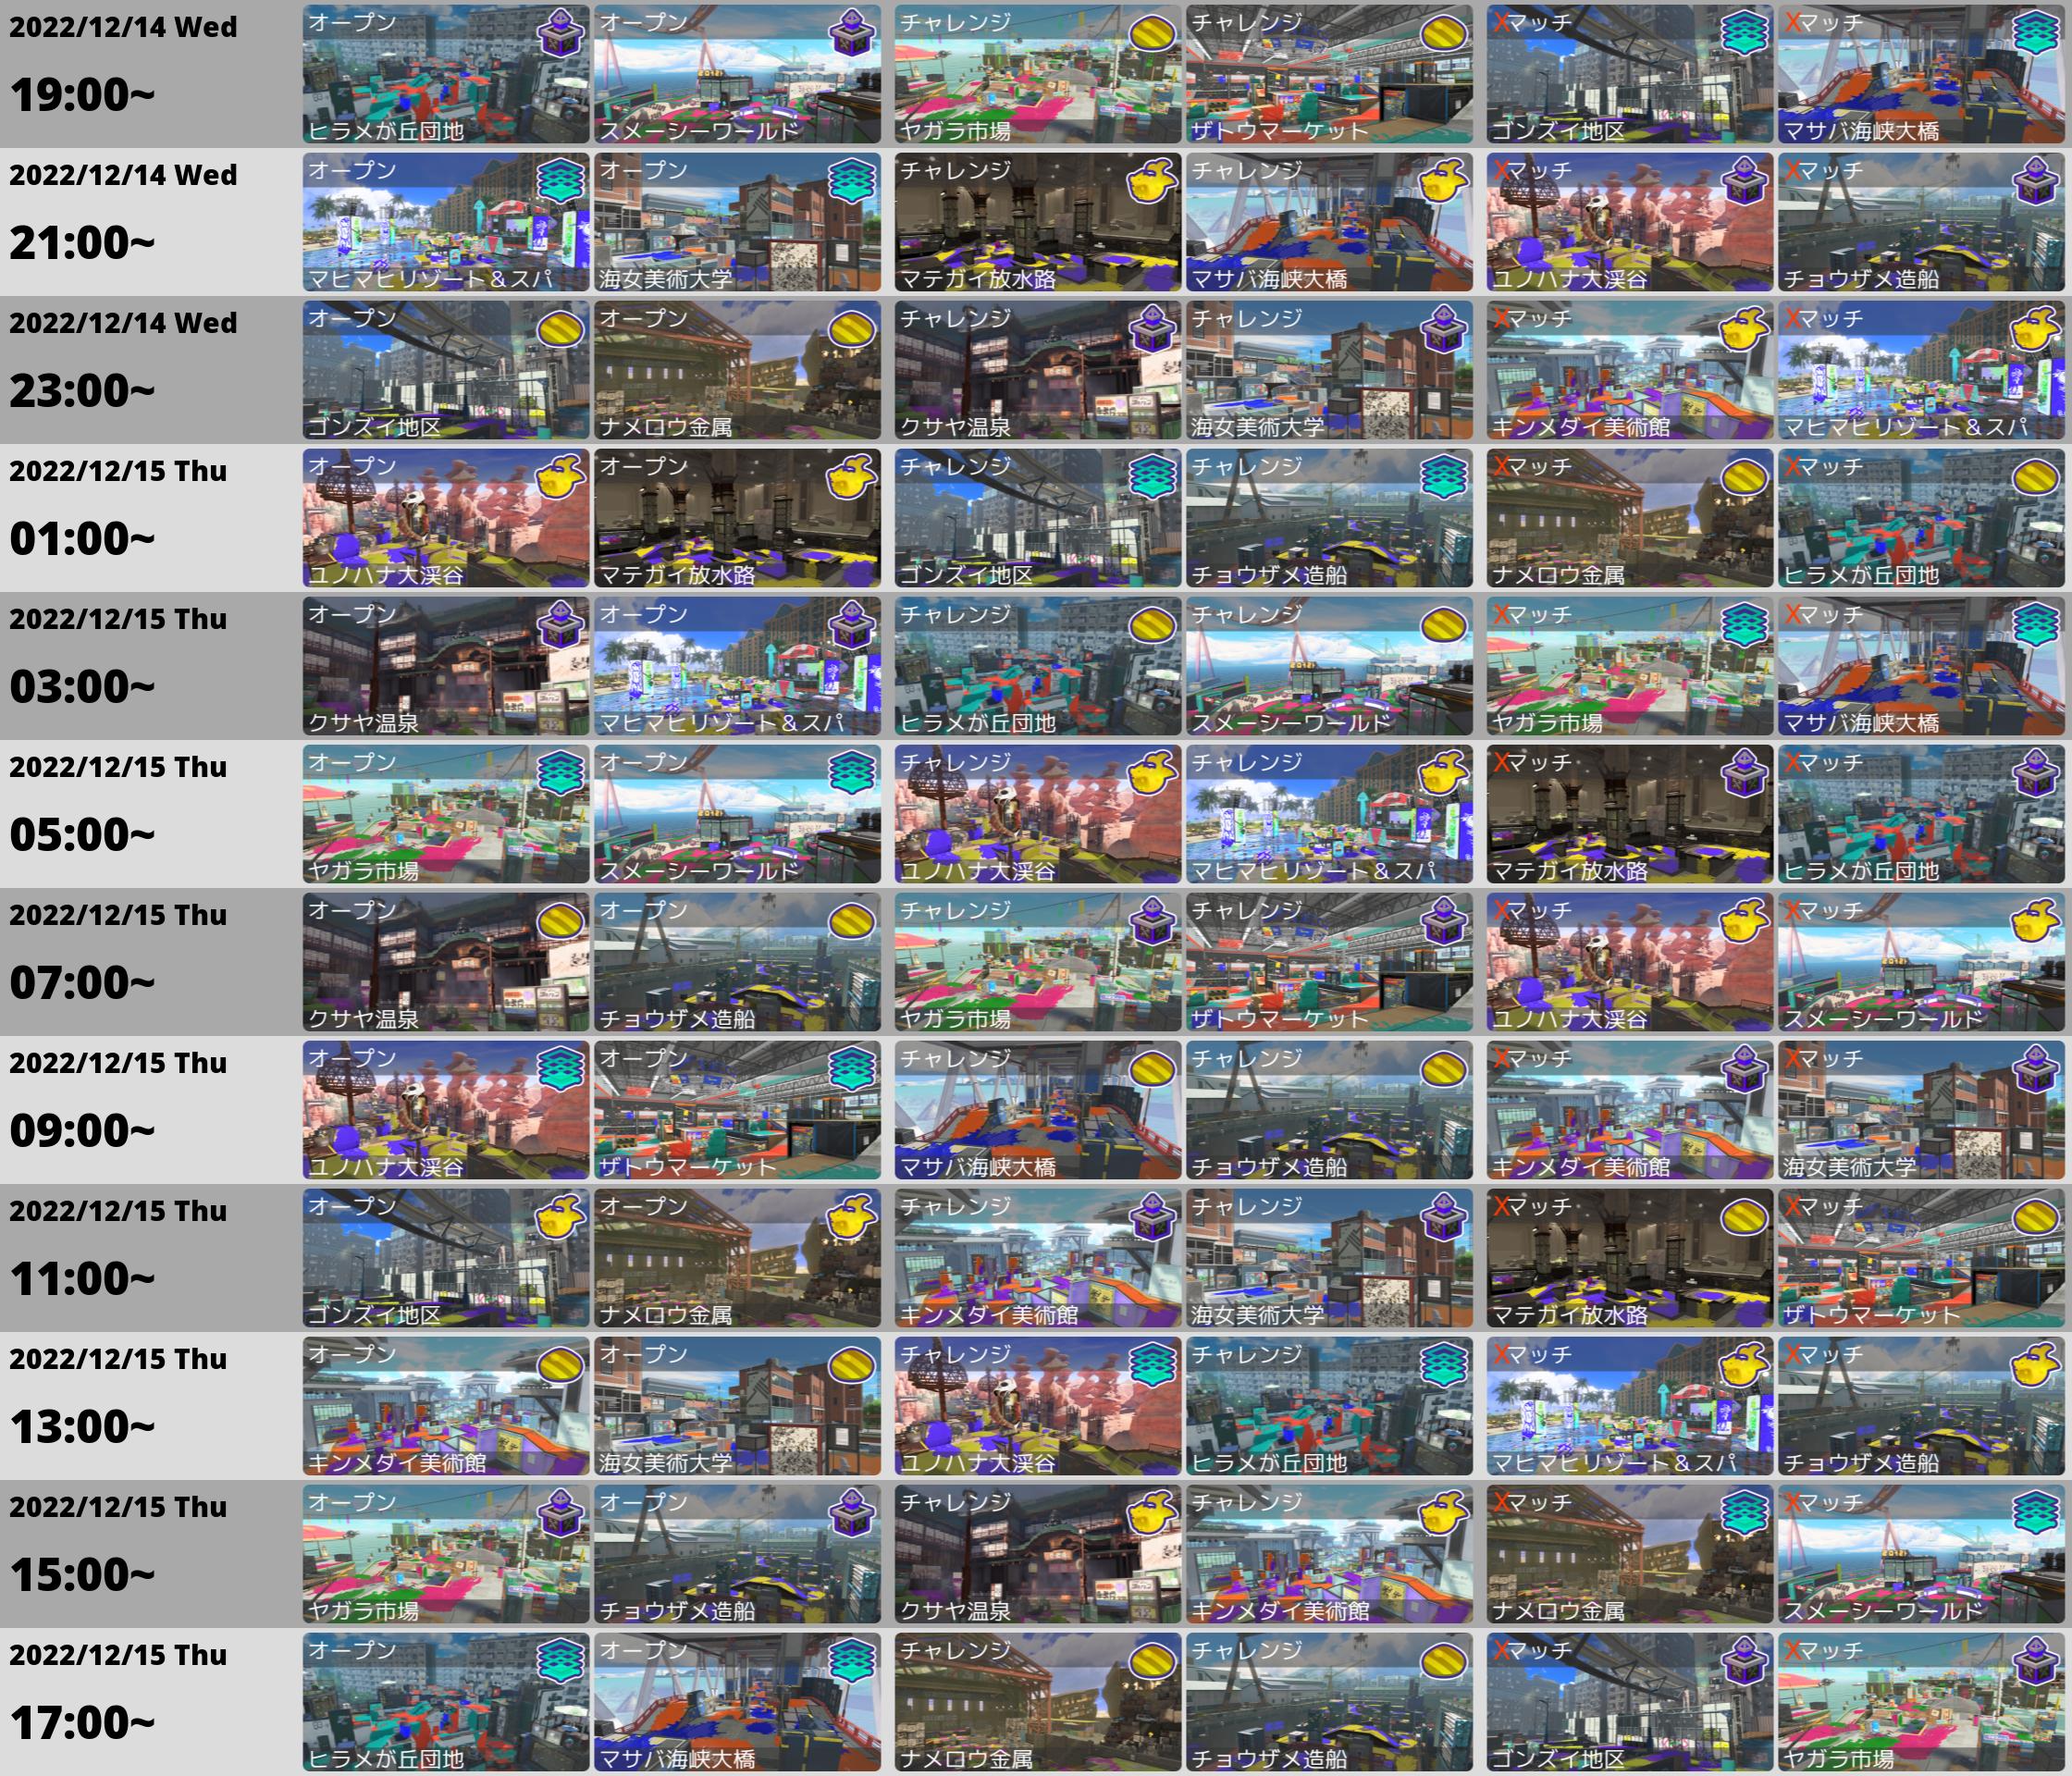 2022/12/14 Wed
19:00~
オープン オープン チャレンジ チャレンジ Xマッチ Xマッチ
ヒラメが丘団地 スメーシーワールド ヤガラ市場 ザトウマーケット ゴンズイ地区 マサバ海峡大橋
2022/12/14 Wed
21:00~
オープン オープン チャレンジ チャレンジ Xマッチ Xマッチ
マヒマヒリゾート&スパ 海女美術大学 マテガイ放水路 マサバ海峡大橋 ユノハナ大渓谷 チョウザメ造船
2022/12/14 Wed
23:00~
オープン オープン チャレンジ チャレンジ Xマッチ Xマッチ
ゴンズイ地区 ナメロウ金属 クサヤ温泉 海女美術大学 キンメダイ美術館 マヒマヒリゾート&スパ
2022/12/15 Thu
01:00~
オープン オープン チャレンジ チャレンジ Xマッチ Xマッチ
ユノハナ大渓谷 マテガイ放水路 ゴンズイ地区 チョウザメ造船 ナメロウ金属 ヒラメが丘団地
2022/12/15 Thu
03:00~
オープン オープン チャレンジ チャレンジ Xマッチ Xマッチ
クサヤ温泉 マヒマヒリゾート&スパ ヒラメが丘団地 スメーシーワールド ヤガラ市場 マサバ海峡大橋
2022/12/15 Thu
05:00~
オープン オープン チャレンジ チャレンジ Xマッチ Xマッチ
ヤガラ市場 スメーシーワールド ユノハナ大渓谷 マヒマヒリゾート&スパ マテガイ放水路 ヒラメが丘団地
2022/12/15 Thu
07:00~
オープン オープン チャレンジ チャレンジ Xマッチ Xマッチ
クサヤ温泉 チョウザメ造船 ヤガラ市場 ザトウマーケット ユノハナ大渓谷 スメーシーワールド
2022/12/15 Thu
09:00~
オープン オープン チャレンジ チャレンジ Xマッチ Xマッチ
ユノハナ大渓谷 ザトウマーケット マサバ海峡大橋 チョウザメ造船 キンメダイ美術館 海女美術大学
2022/12/15 Thu
11:00~
オープン オープン チャレンジ チャレンジ Xマッチ Xマッチ
ゴンズイ地区 ナメロウ金属 キンメダイ美術館 海女美術大学 マテガイ放水路 ザトウマーケット
2022/12/15 Thu
13:00~
オープン オープン チャレンジ チャレンジ Xマッチ Xマッチ
キンメダイ美術館 海女美術大学 ユノハナ大渓谷 ヒラメが丘団地 マヒマヒリゾート&スパ チョウザメ造船
2022/12/15 Thu
15:00~
オープン オープン チャレンジ チャレンジ Xマッチ Xマッチ
ヤガラ市場 チョウザメ造船 クサヤ温泉 キンメダイ美術館 ナメロウ金属 スメーシーワールド
2022/12/15 Thu
17:00~
オープン オープン チャレンジ チャレンジ Xマッチ Xマッチ
ヒラメが丘団地 マサバ海峡大橋 ナメロウ金属 チョウザメ造船 ゴンズイ地区 ヤガラ市場